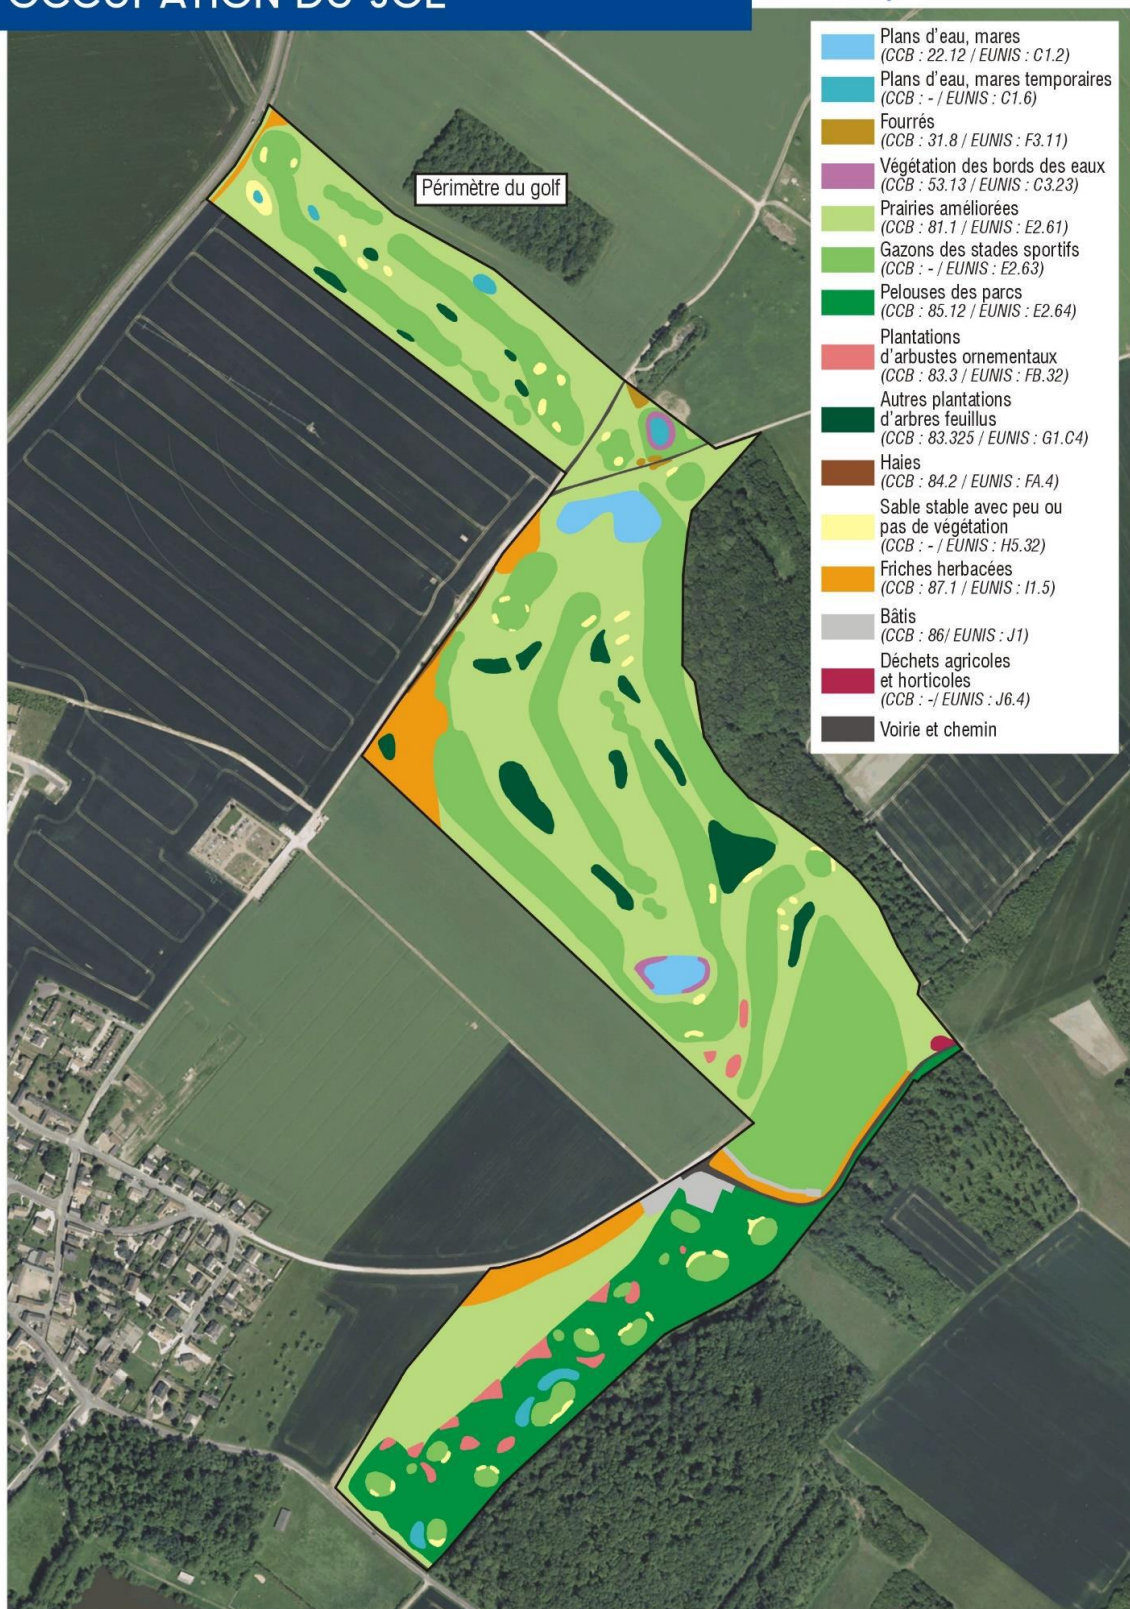 OCCUPATION DU SOL
Plans d'eau, mares
(CCB : 22.12 / EUNIS : C1.2)
Plans d'eau, mares temporaires
(CCB : - / EUNIS : C1.6)
Fourrés
(CCB : 31.8 / EUNIS : F3.11)
Végétation des bords des eaux
(CCB : 53.13 / EUNIS : C3.23)
Prairies améliorées
(CCB : 81.1 / EUNIS : E2.61)
Gazons des stades sportifs
(CCB : - / EUNIS : E2.63)
Pelouses des parcs
(CCB : 85.12 / EUNIS : E2.64)
Plantations
d'arbustes ornementaux
(CCB : 83.3 / EUNIS : FB.32)
Autres plantations
d'arbres feuillus
(CCB : 83.325 / EUNIS : G1.C4)
Haies
(CCB : 84.2 / EUNIS : FA.4)
Sable stable avec peu ou
pas de végétation
(CCB : - / EUNIS : H5.32)
Friches herbacées
(CCB : 87.1 / EUNIS : I1.5)
Bâtis
(CCB : 86/ EUNIS : J1)
Déchets agricoles
et horticoles
(CCB : -/ EUNIS : J6.4)
Voirie et chemin
Périmètre du golf